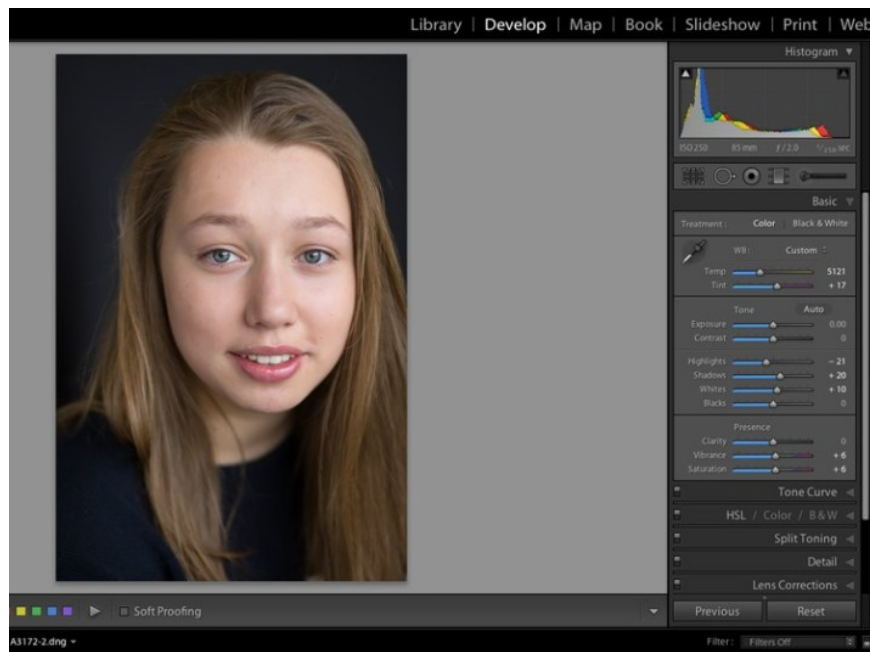 Library | Develop | Map | Book | Slideshow | Print | Web
Histogram
ISO 250 85 mm f / 2.0 1/250 SEC
Basic
Treatment : Color Black & White
WB : Custom
Temp 5121
Tint + 17
Tone Auto
Exposure 0.00
Contrast 0
Highlights − 21
Shadows + 20
Whites + 10
Blacks 0
Presence
Clarity 0
Vibrance + 6
Saturation + 6
Tone Curve
HSL / Color / B & W
Split Toning
Detail
Lens Corrections
Soft Proofing
Previous Reset
A3172-2.dng
Filter : Filters Off